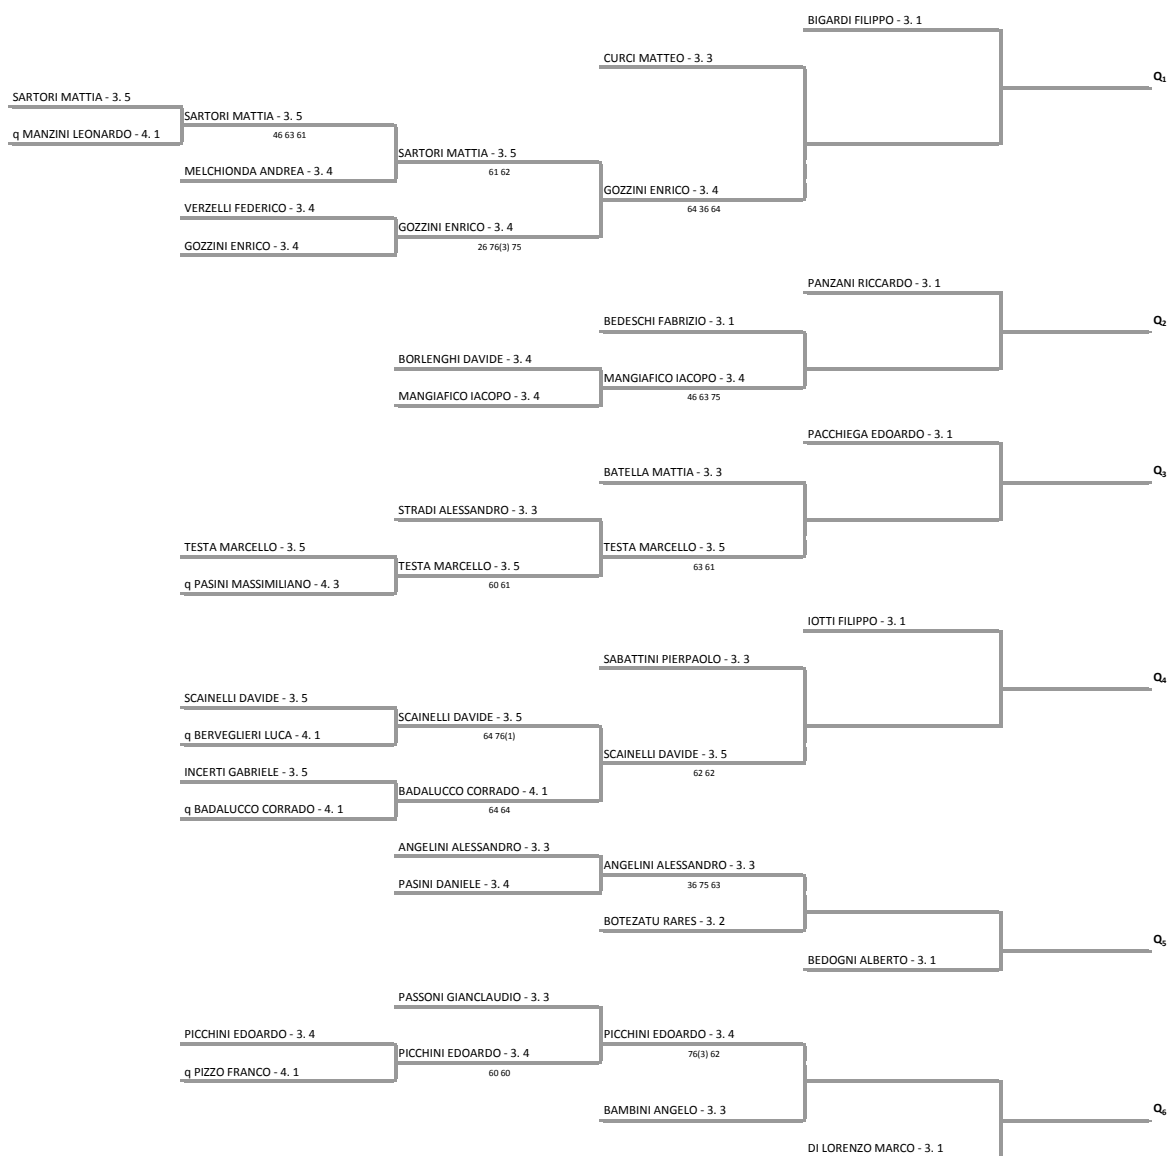 BIGARDI FILIPPO - 3. 1
CURCI MATTEO - 3. 3
Q1
SARTORI MATTIA - 3. 5
SARTORI MATTIA - 3. 5
q MANZINI LEONARDO - 4. 1
46 63 61
SARTORI MATTIA - 3. 5
MELCHIONDA ANDREA - 3. 4
61 62
GOZZINI ENRICO - 3. 4
VERZELLI FEDERICO - 3. 4
64 36 64
GOZZINI ENRICO - 3. 4
GOZZINI ENRICO - 3. 4
26 76(3) 75
PANZANI RICCARDO - 3. 1
BEDESCHI FABRIZIO - 3. 1
Q2
BORLENGHI DAVIDE - 3. 4
MANGIAFICO IACOPO - 3. 4
MANGIAFICO IACOPO - 3. 4
46 63 75
PACCHIEGA EDOARDO - 3. 1
BATELLA MATTIA - 3. 3
Q3
STRADI ALESSANDRO - 3. 3
TESTA MARCELLO - 3. 5
TESTA MARCELLO - 3. 5
TESTA MARCELLO - 3. 5
63 61
q PASINI MASSIMILIANO - 4. 3
60 61
IOTTI FILIPPO - 3. 1
SABATTINI PIERPAOLO - 3. 3
Q4
SCAINELLI DAVIDE - 3. 5
SCAINELLI DAVIDE - 3. 5
q BERVEGLIERI LUCA - 4. 1
64 76(1)
SCAINELLI DAVIDE - 3. 5
INCERTI GABRIELE - 3. 5
62 62
BADALUCCO CORRADO - 4. 1
q BADALUCCO CORRADO - 4. 1
64 64
ANGELINI ALESSANDRO - 3. 3
ANGELINI ALESSANDRO - 3. 3
PASINI DANIELE - 3. 4
36 75 63
BOTEZATU RARES - 3. 2
Q5
BEDOGNI ALBERTO - 3. 1
PASSONI GIANCLAUDIO - 3. 3
PICCHINI EDOARDO - 3. 4
PICCHINI EDOARDO - 3. 4
PICCHINI EDOARDO - 3. 4
76(3) 62
q PIZZO FRANCO - 4. 1
60 60
BAMBINI ANGELO - 3. 3
Q6
DI LORENZO MARCO - 3. 1